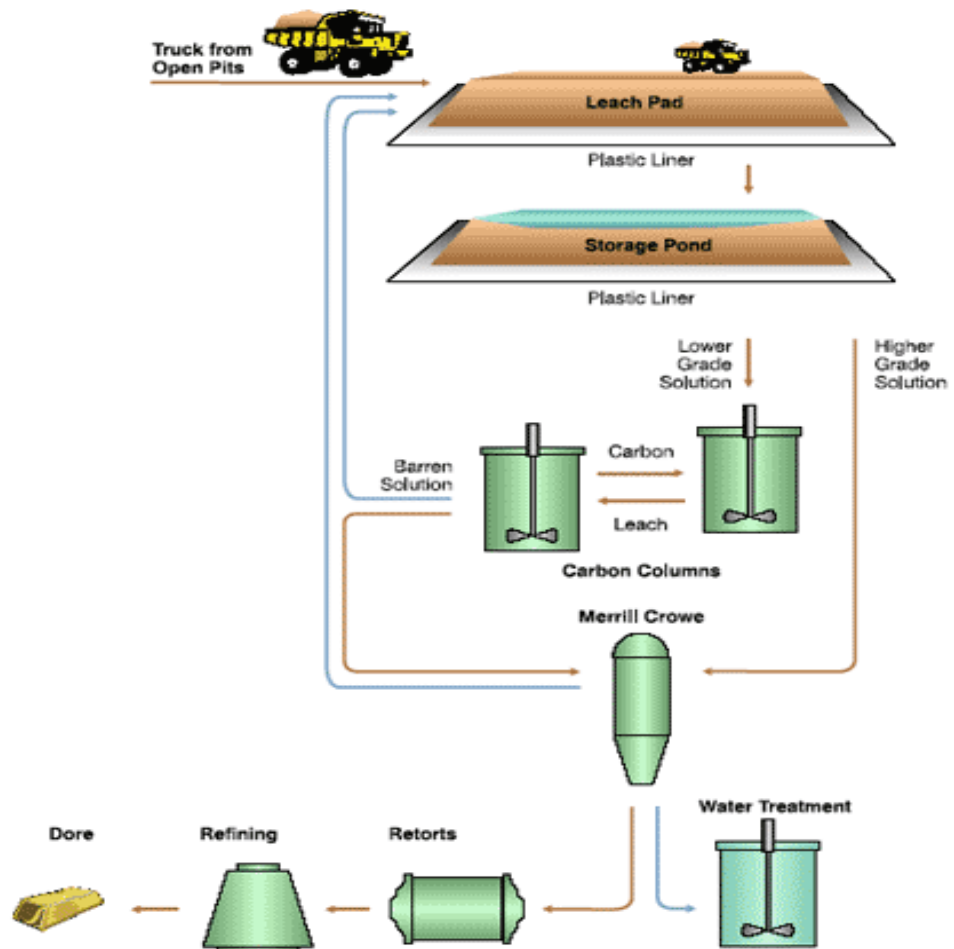 Truck from
Open Pits
Leach Pad
Plastic Liner
Storage Pond
Plastic Liner
Lower
Grade
Solution
Higher
Grade
Solution
Barren
Solution
Carbon
Leach
Carbon Columns
Merrill Crowe
Water Treatment
Dore
Refining
Retorts